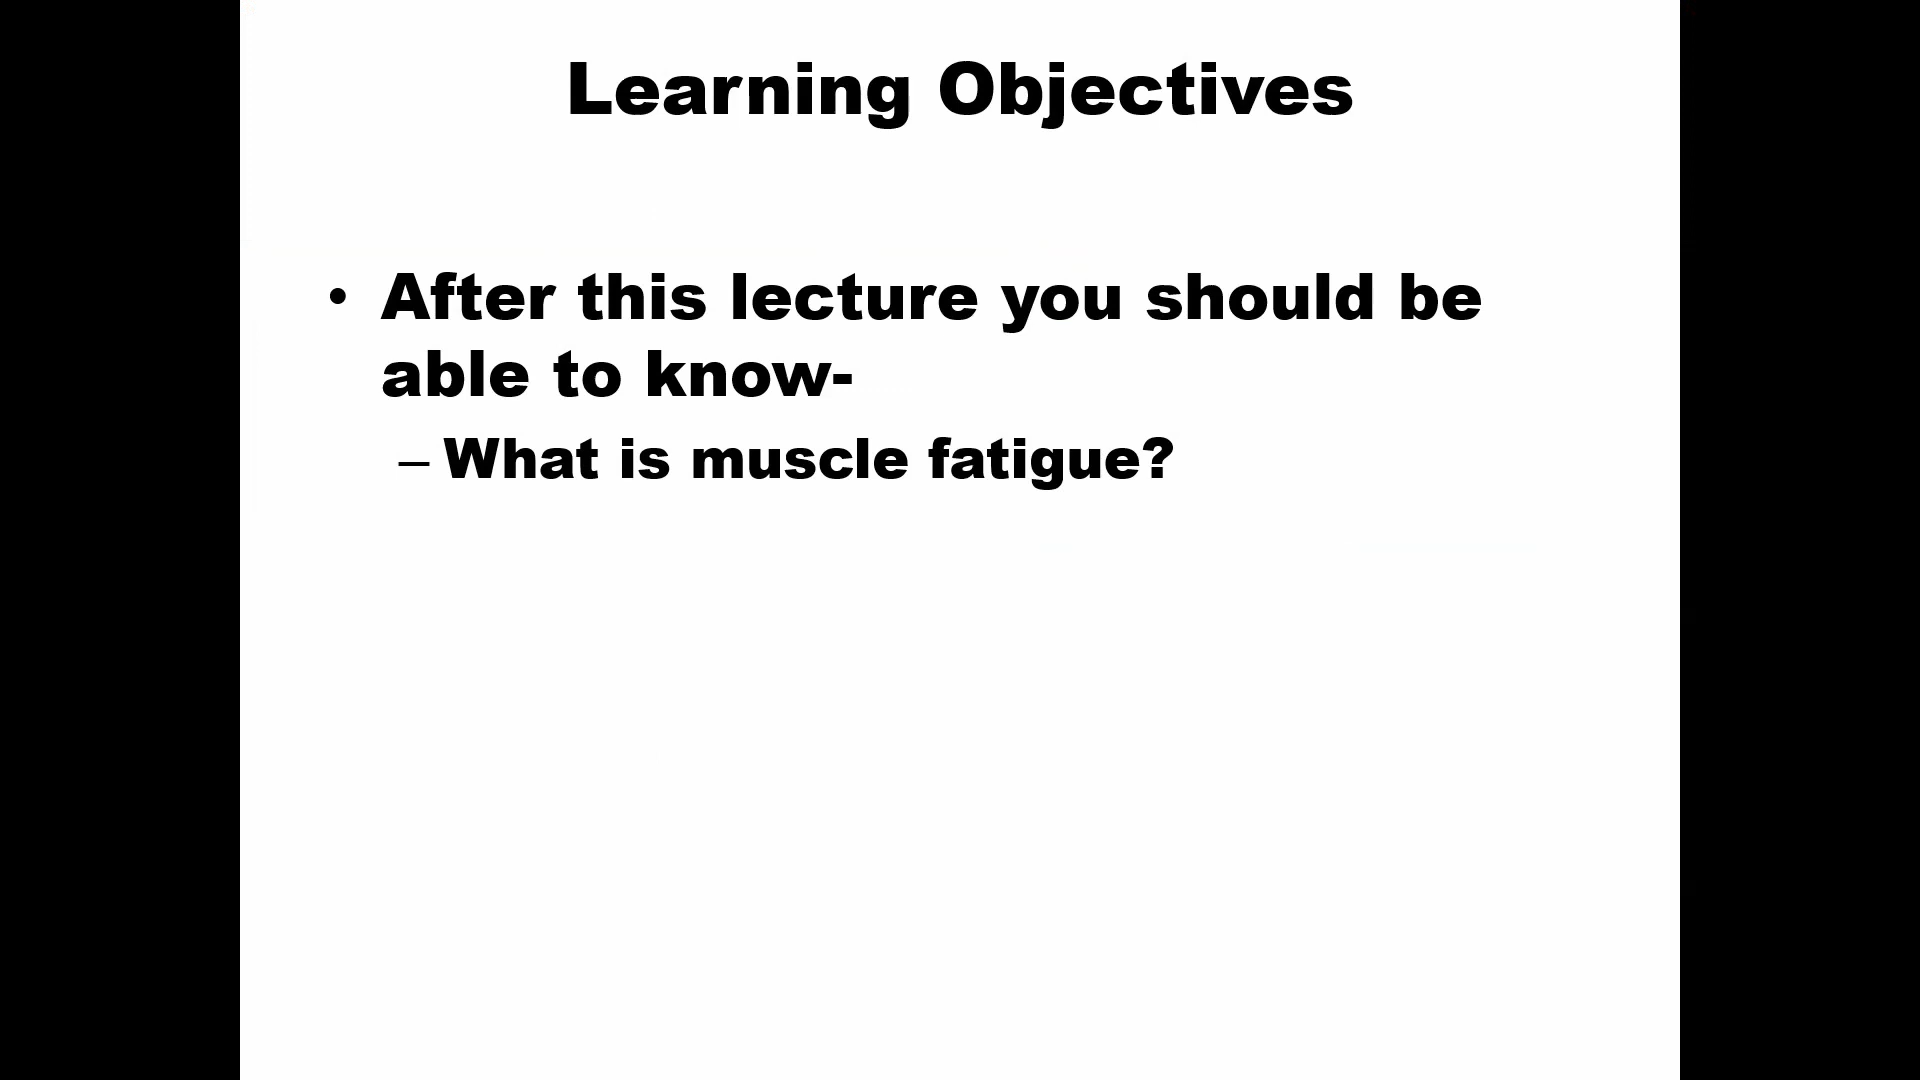 Learning Objectives
• After this lecture you should be
able to know-
– What is muscle fatigue?